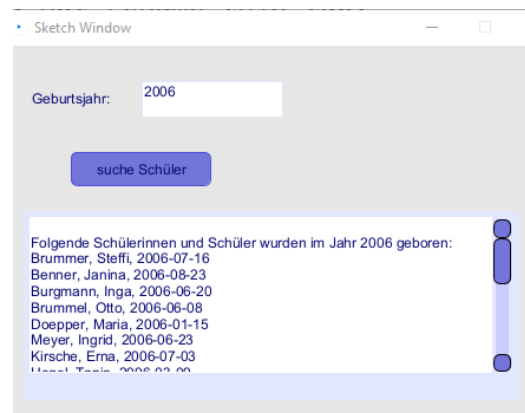 Sketch Window
Geburtsjahr:
2006
suche Schüler
Folgende Schülerinnen und Schüler wurden im Jahr 2006 geboren:
Brummer, Steffi, 2006-07-16
Benner, Janina, 2006-08-23
Burgmann, Inga, 2006-06-20
Brummel, Otto, 2006-06-08
Doepper, Maria, 2006-01-15
Meyer, Ingrid, 2006-06-23
Kirsche, Erna, 2006-07-03